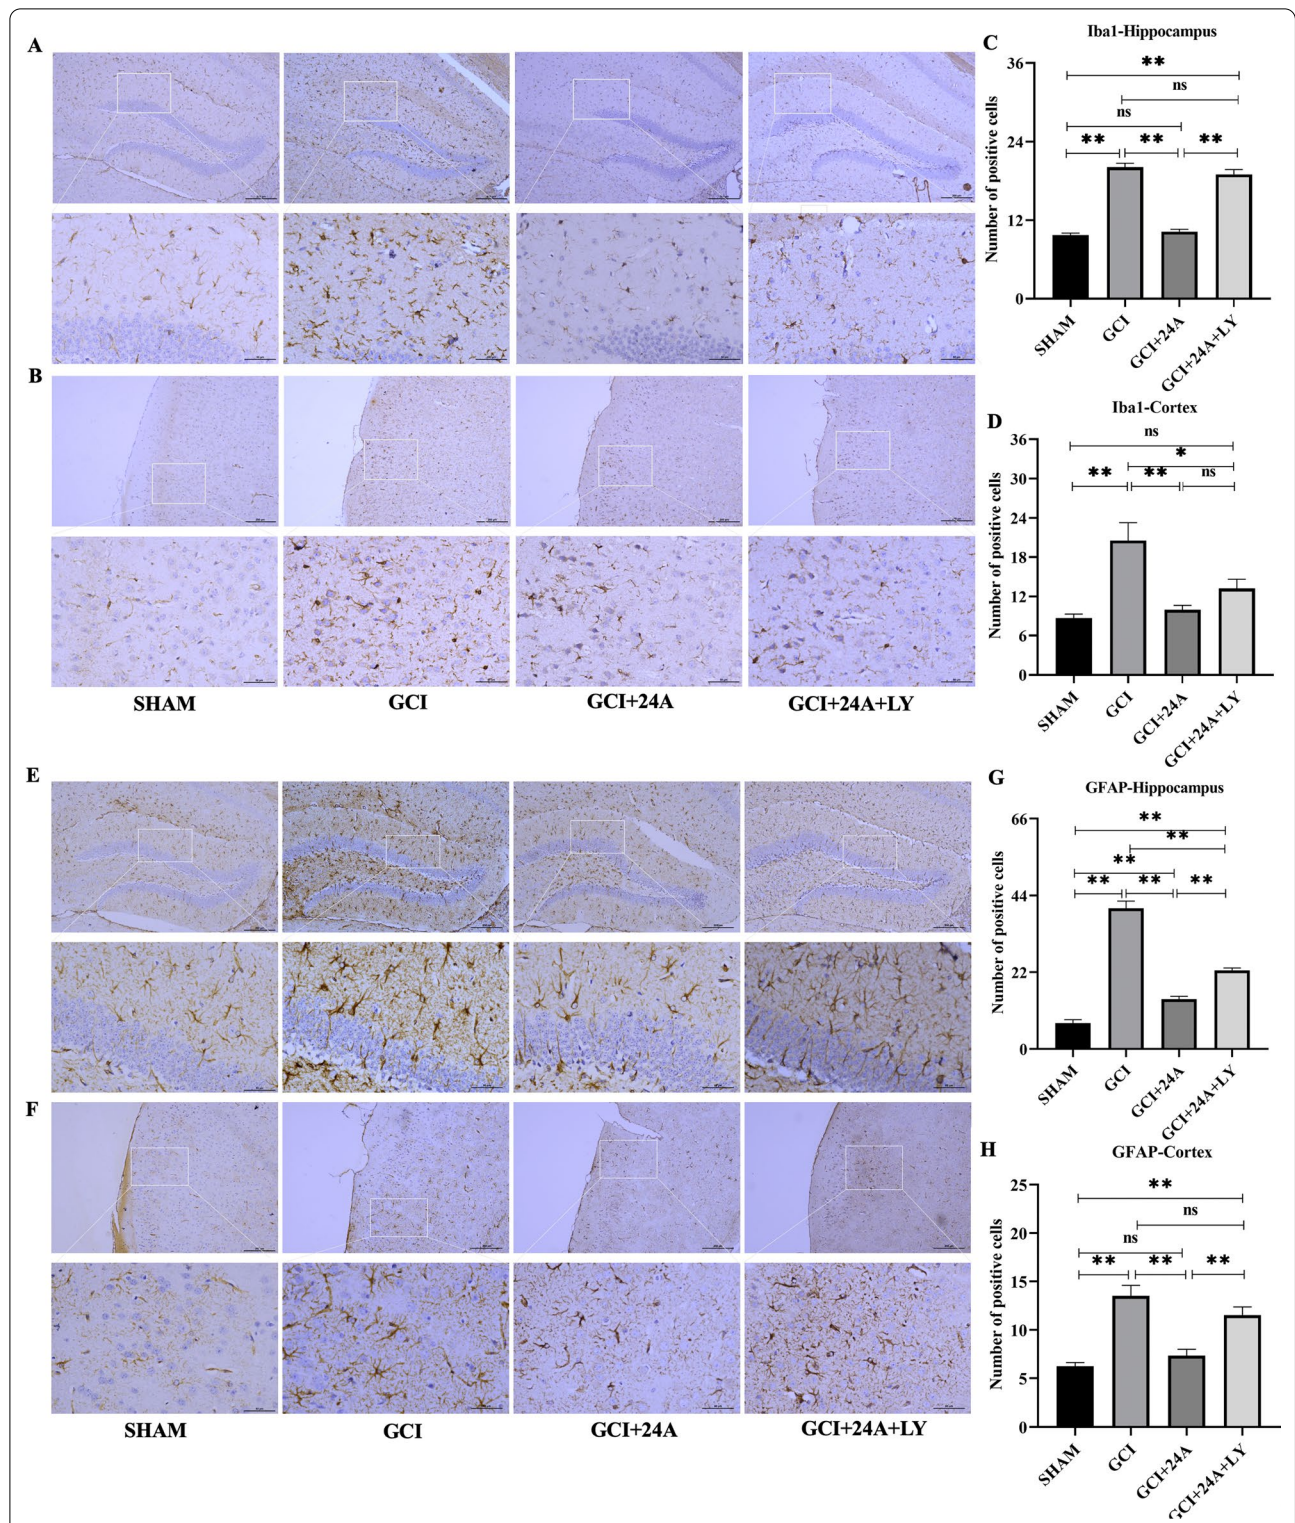 A
B
SHAM GCI GCI+24A GCI+24A+LY
C
Iba1-Hippocampus
Number of positive cells
36
24
12
0
**
ns
ns
** ** **
SHAM
GCI
GCI+24A
GCI+24A+LY
D
Iba1-Cortex
Number of positive cells
36
30
24
18
12
6
0
ns
*
** ** ns
SHAM
GCI
GCI+24A
GCI+24A+LY
E
F
SHAM GCI GCI+24A GCI+24A+LY
G
GFAP-Hippocampus
Number of positive cells
66
44
22
0
**
**
**
** ** **
SHAM
GCI
GCI+24A
GCI+24A+LY
H
GFAP-Cortex
Number of positive cells
25
20
15
10
5
0
**
ns
ns
** ** **
SHAM
GCI
GCI+24A
GCI+24A+LY